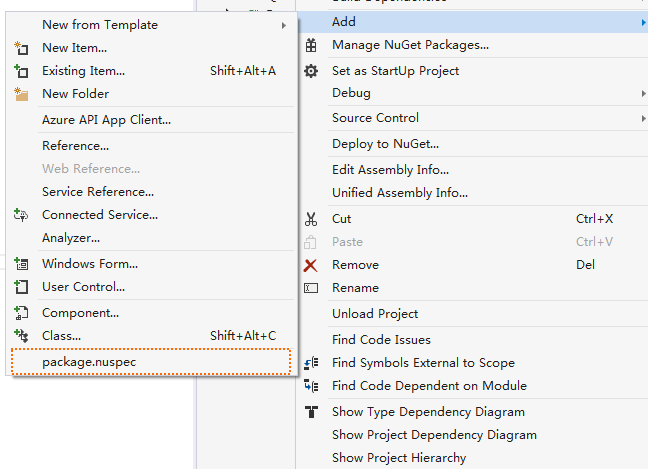 New from Template
New Item...
Existing Item... Shift+Alt+A
New Folder
Azure API App Client...
Reference...
Web Reference...
Service Reference...
Connected Service...
Analyzer...
Windows Form...
User Control...
Component...
Class... Shift+Alt+C
package.nuspec
Add
Manage NuGet Packages...
Set as StartUp Project
Debug
Source Control
Deploy to NuGet...
Edit Assembly Info...
Unified Assembly Info...
Cut Ctrl+X
Paste Ctrl+V
Remove Del
Rename
Unload Project
Find Code Issues
Find Symbols External to Scope
Find Code Dependent on Module
Show Type Dependency Diagram
Show Project Dependency Diagram
Show Project Hierarchy